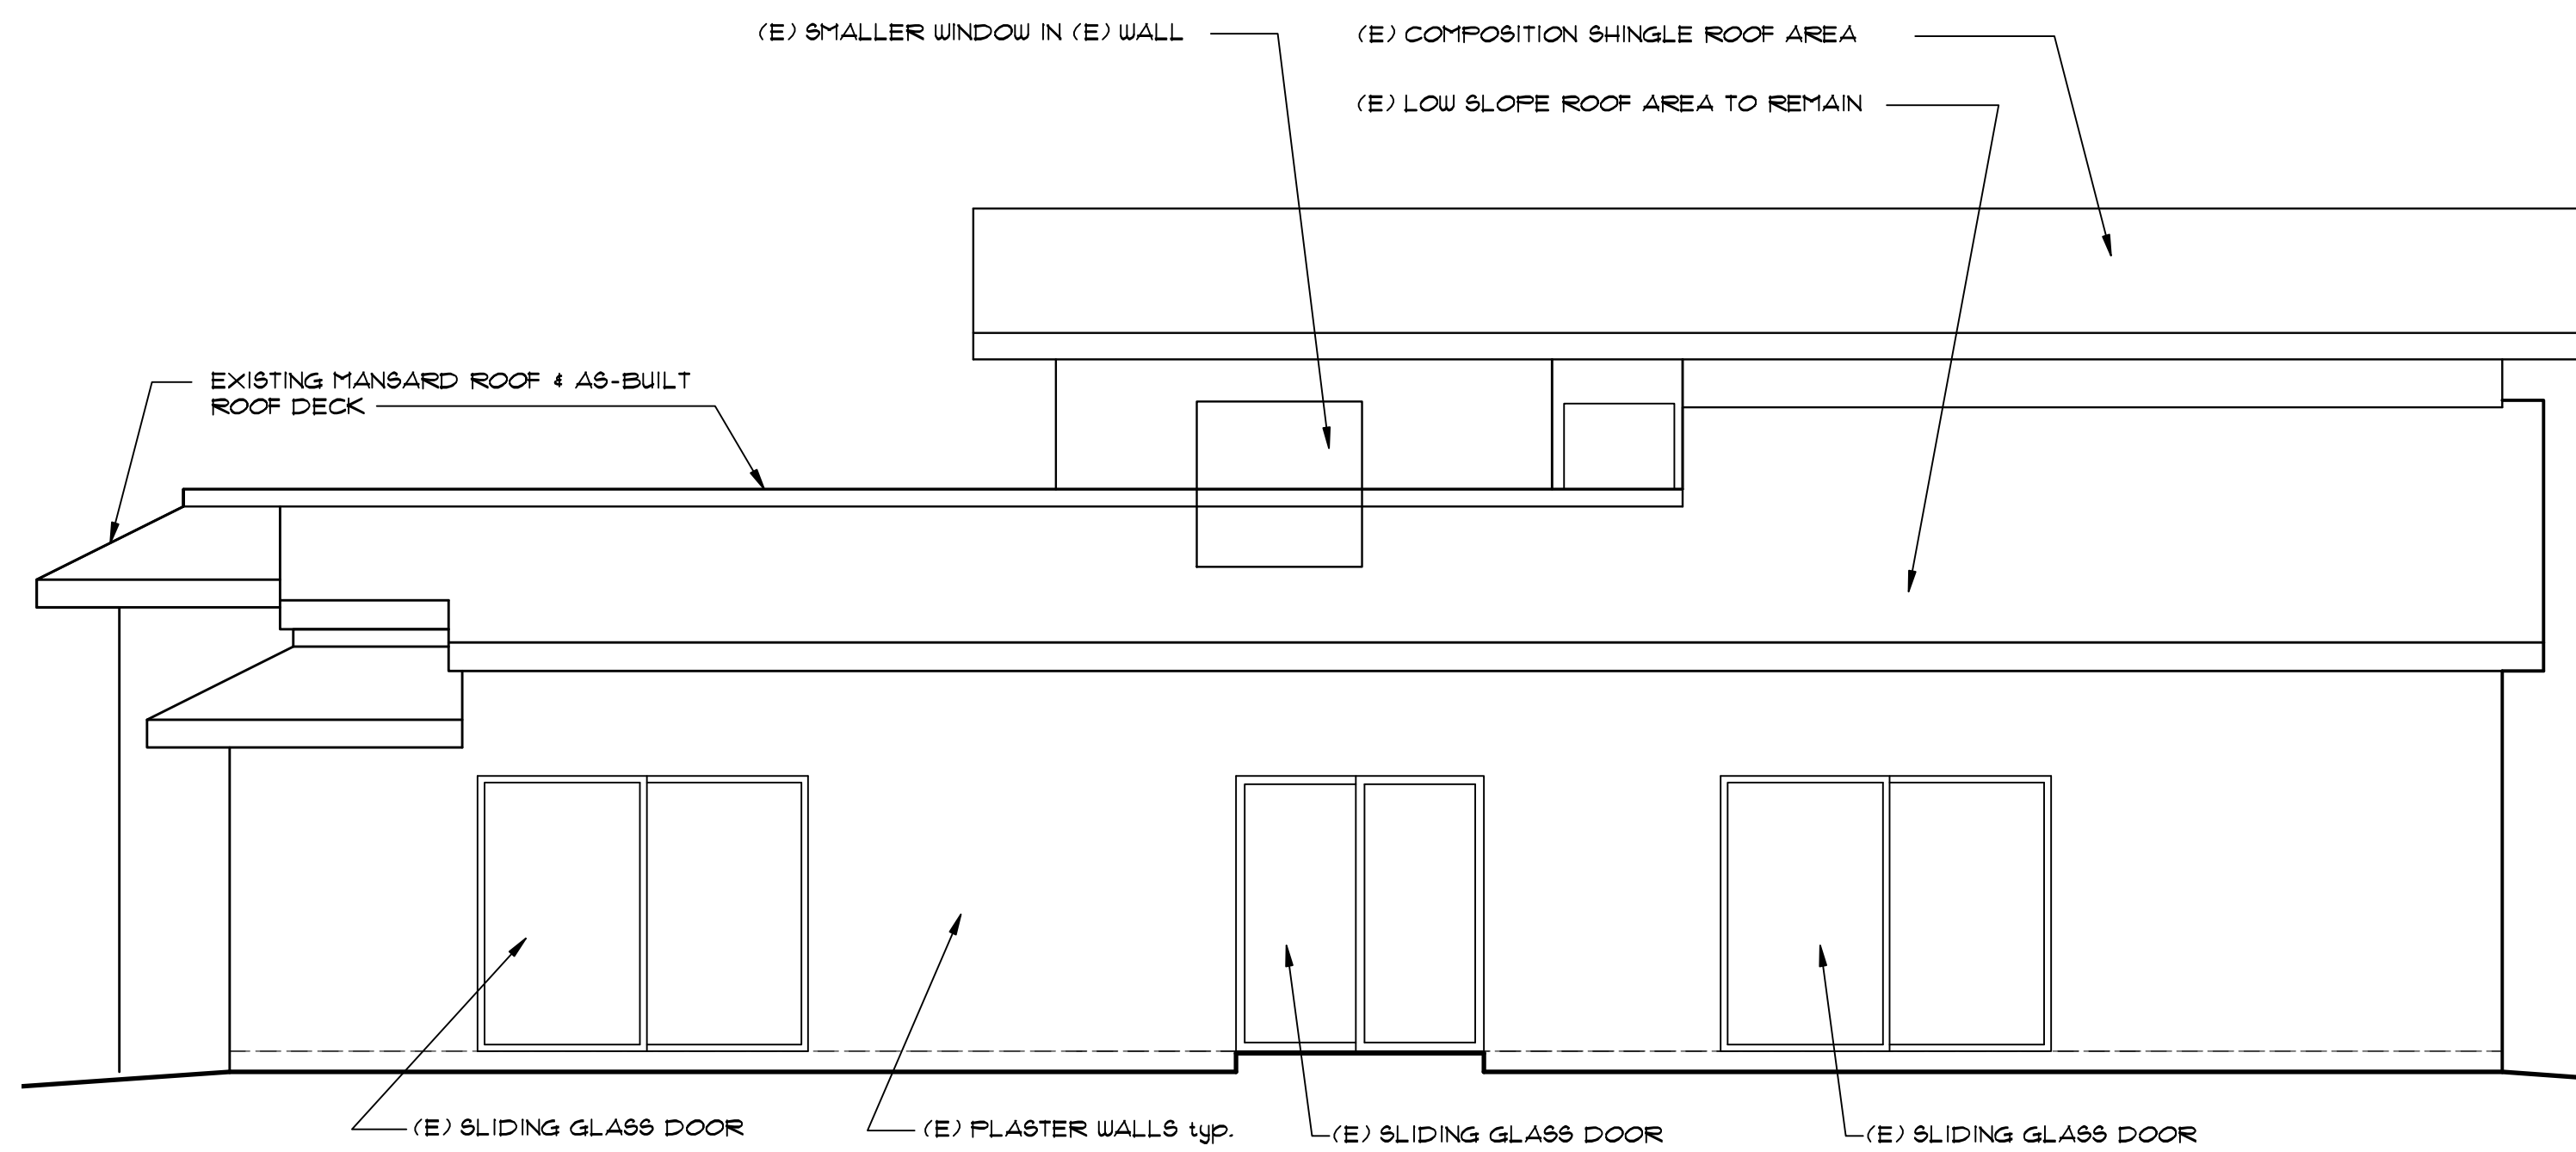 (E) SMALLER WINDOW IN (E) WALL
(E) COMPOSITION SHINGLE ROOF AREA
(E) LOW SLOPE ROOF AREA TO REMAIN
EXISTING MANSARD ROOF & AS-BUILT
ROOF DECK
(E) SLIDING GLASS DOOR
(E) PLASTER WALLS typ.
(E) SLIDING GLASS DOOR
(E) SLIDING GLASS DOOR